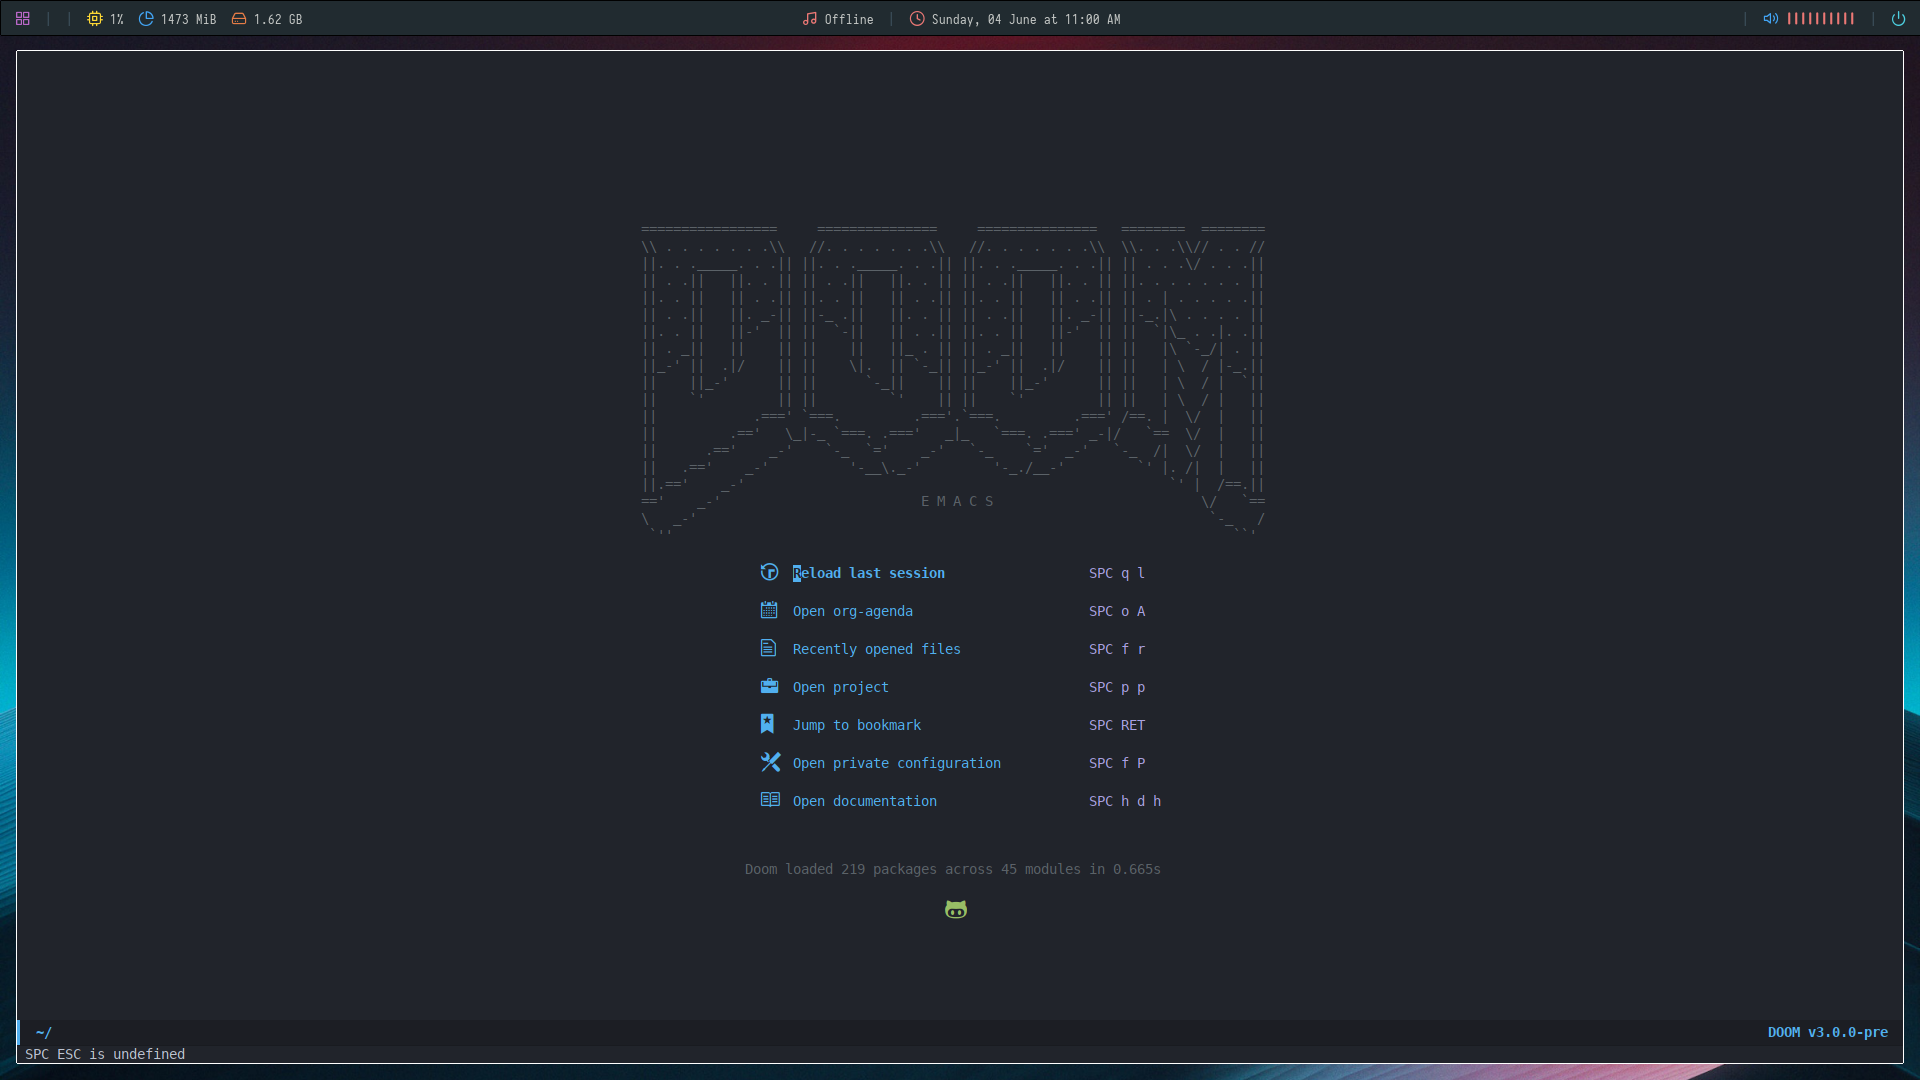 1% 1473 MiB 1.62 GB Offline Sunday, 04 June at 11:00 AM
E M A C S
Reload last session SPC q l
Open org-agenda SPC o A
Recently opened files SPC f r
Open project SPC p p
Jump to bookmark SPC RET
Open private configuration SPC f P
Open documentation SPC h d h
Doom loaded 219 packages across 45 modules in 0.665s
~/ DOOM v3.0.0-pre
SPC ESC is undefined